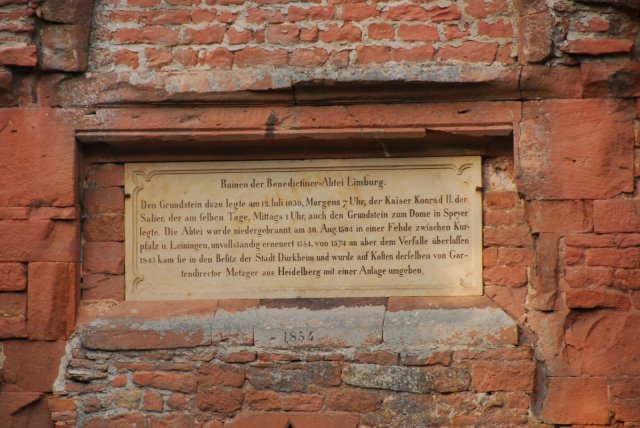 Ruinen der Benedictiner-Abtei Limburg.
Den Grundstein dazu legte am 12. Juli 1030, Morgens 7 Uhr, der Kaiser Konrad II. der
Salier, der am selben Tage, Mittags 1 Uhr, auch den Grundstein zum Dome in Speyer
legte. Die Abtei wurde niedergebrannt am 30. Aug 1504 in einer Fehde zwischen Kur-
pfalz u. Leiningen, unvollständig erneuert 1554, von 1574 an aber dem Verfalle überlassen
1843 kam sie in den Besitz der Stadt Dürkheim und wurde auf Kosten derselben von Gar-
tendirector Metzger aus Heidelberg mit einer Anlage umgeben.
1854